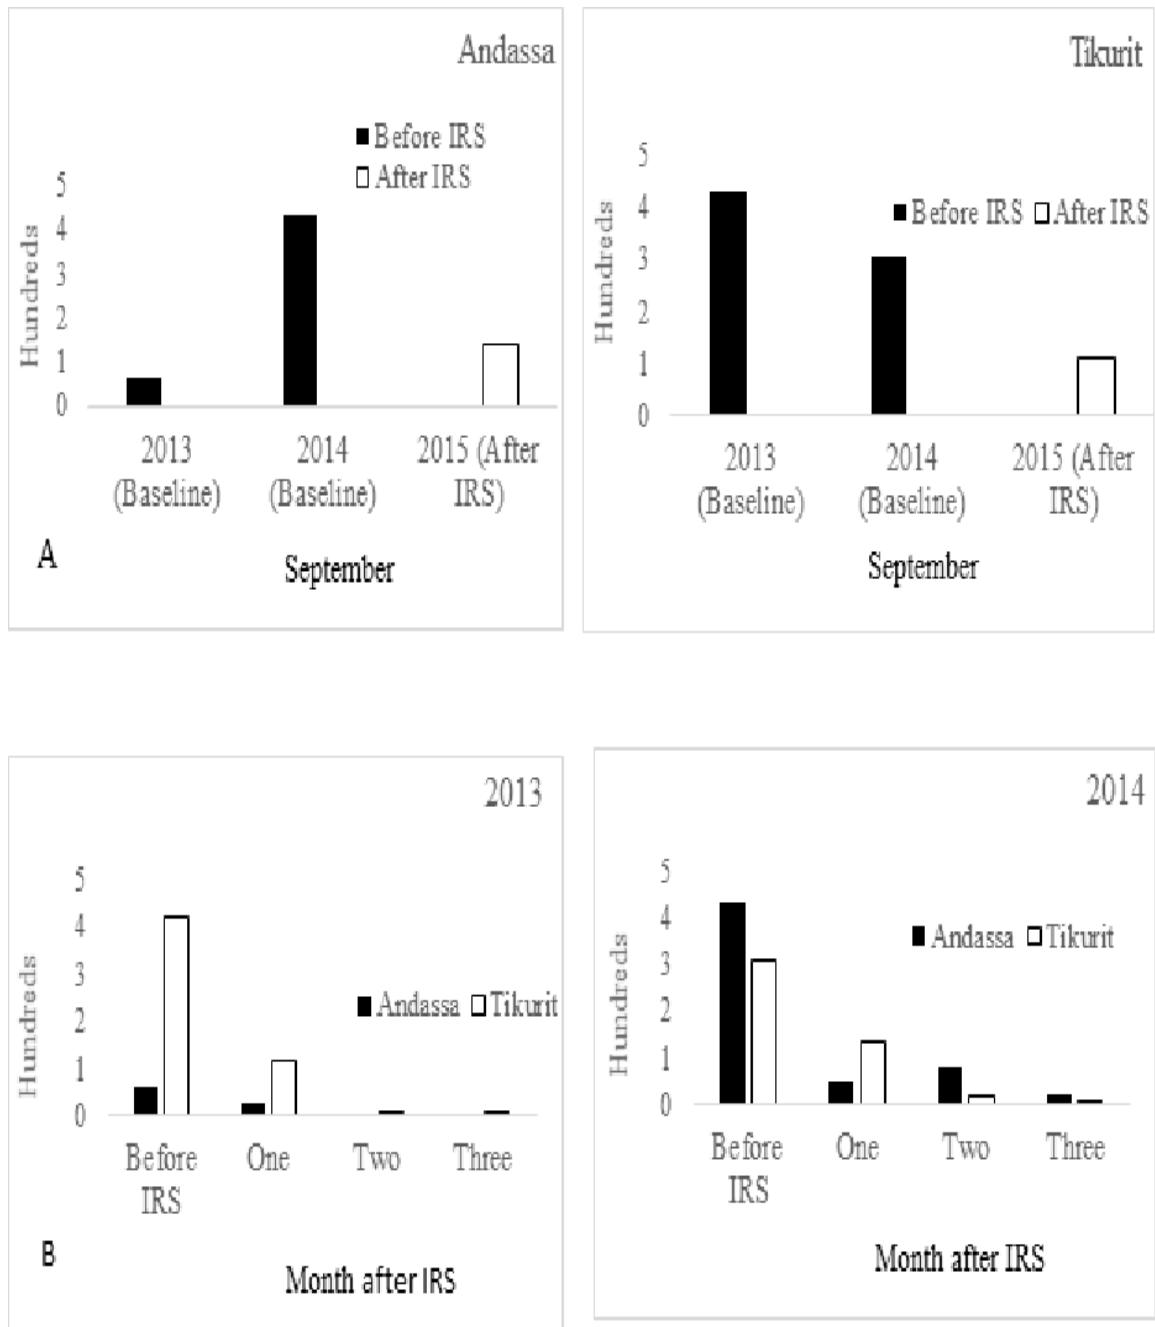 Andassa
Before IRS
After IRS
5
4
3
2
1
0
Hundreds
2013
(Baseline)
2014
(Baseline)
2015 (After
IRS)
A
September
Tikurit
Before IRS After IRS
5
4
3
2
1
0
Hundreds
2013
(Baseline)
2014
(Baseline)
2015 (After
IRS)
September
2013
5
4
3
2
1
0
Hundreds
Andassa Tikurit
Before
IRS
One
Two
Three
B
Month after IRS
2014
5
4
3
2
1
0
Hundreds
Andassa Tikurit
Before
IRS
One
Two
Three
Month after IRS